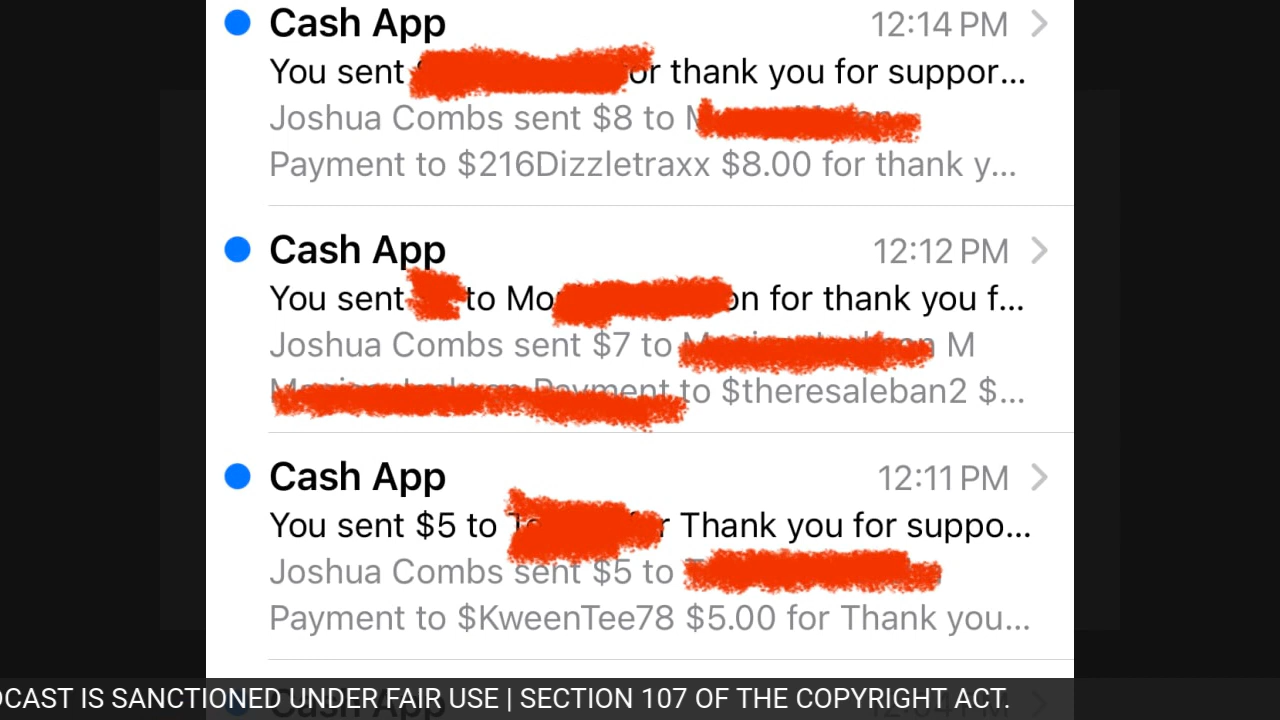 Cash App 12:14 PM
You sent or thank you for suppor...
Joshua Combs sent $8 to
Payment to $216Dizzletraxx $8.00 for thank y...
Cash App 12:12 PM
You sent to Mo on for thank you f...
Joshua Combs sent $7 to M
Payment to $theresaleban2 $...
Cash App 12:11 PM
You sent $5 to r Thank you for suppo...
Joshua Combs sent $5 to
Payment to $KweenTee78 $5.00 for Thank you...
DCAST IS SANCTIONED UNDER FAIR USE | SECTION 107 OF THE COPYRIGHT ACT.